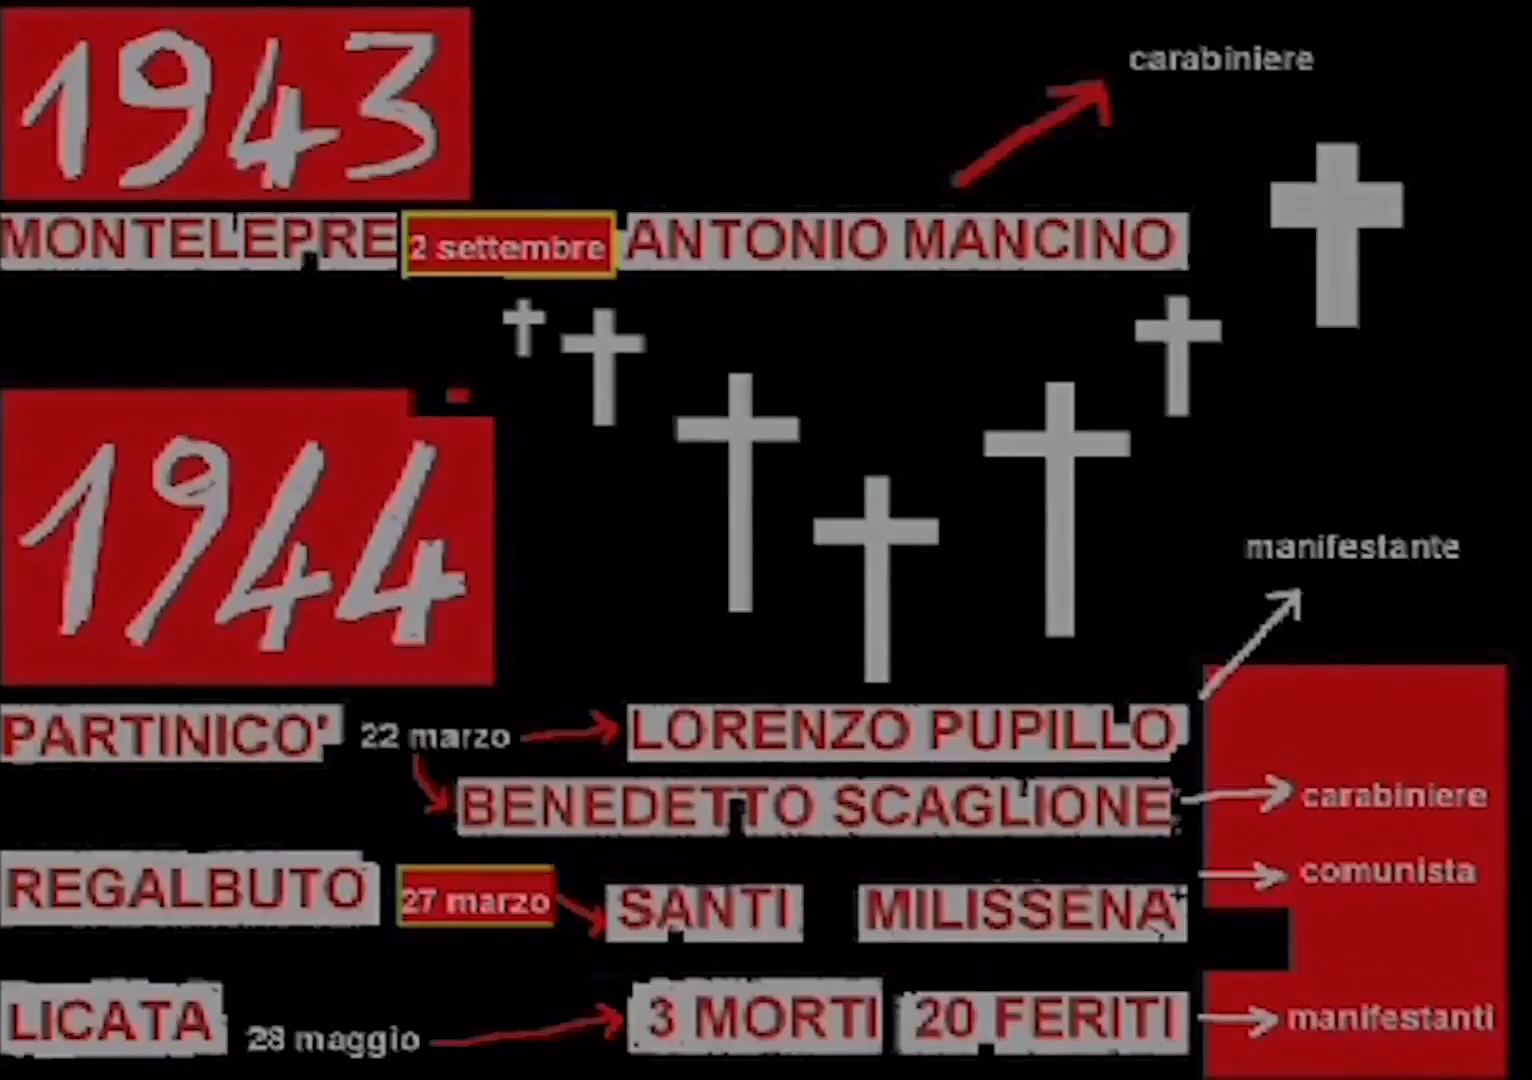 1943
carabiniere
MONTELEPRE 2 settembre ANTONIO MANCINO
1944
manifestante
PARTINICO' 22 marzo LORENZO PUPILLO
BENEDETTO SCAGLIONE carabiniere
REGALBUTO 27 marzo SANTI MILISSENA comunista
LICATA 28 maggio 3 MORTI 20 FERITI manifestanti